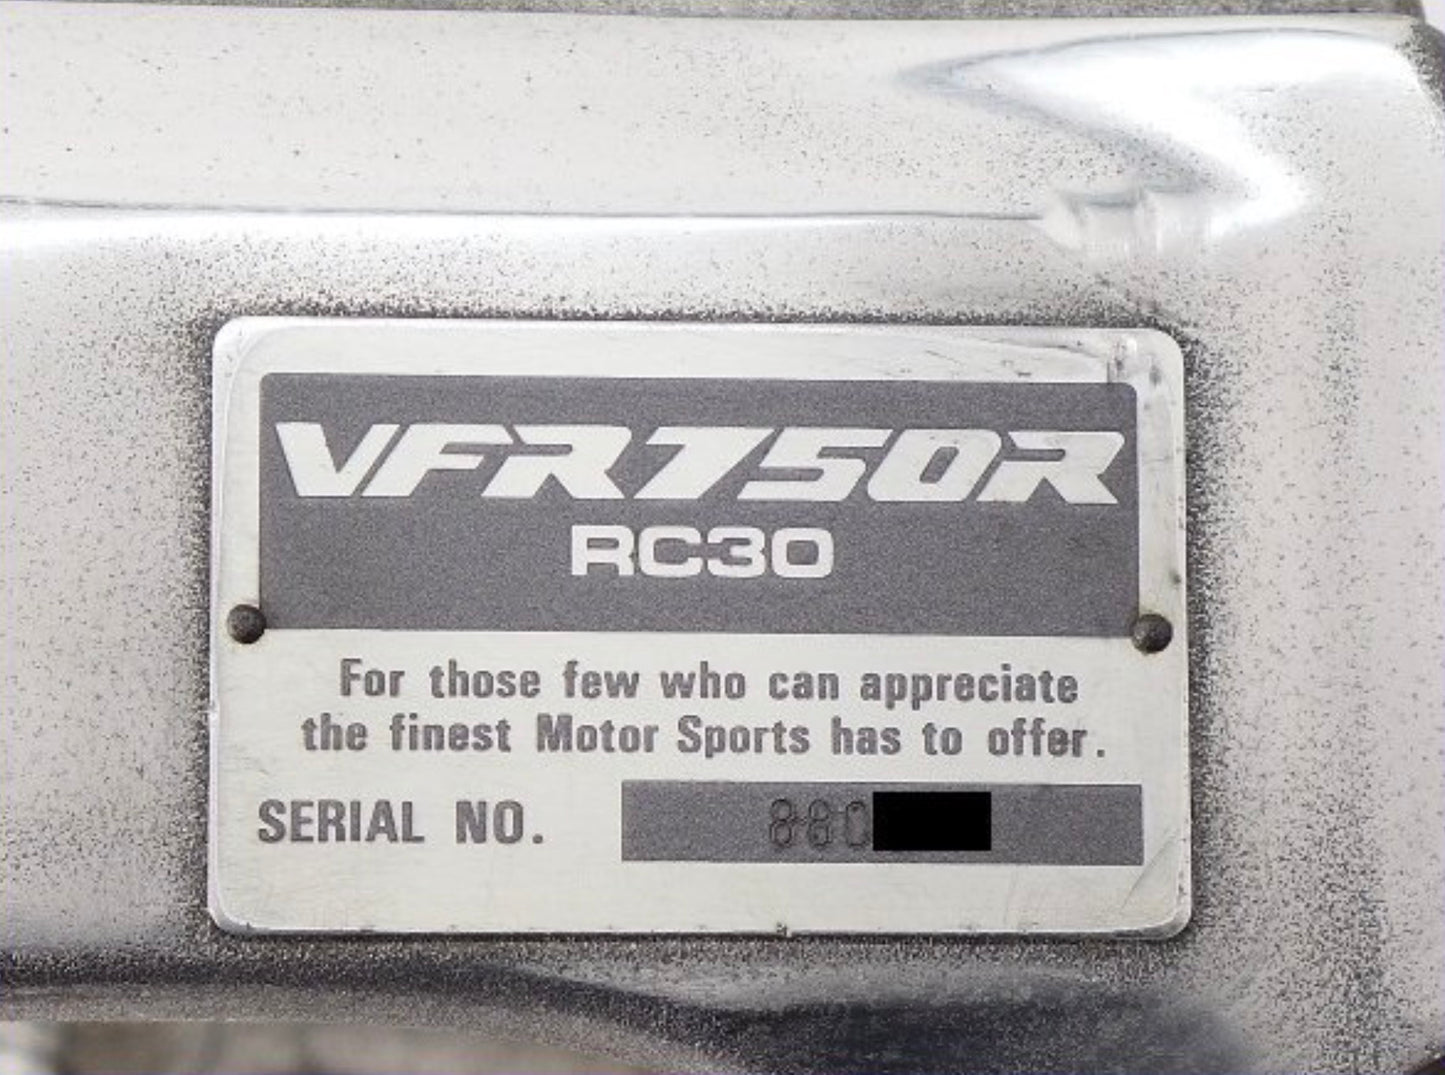 VFR750R
RC30
For those few who can appreciate
the finest Motor Sports has to offer.
SERIAL NO. 880